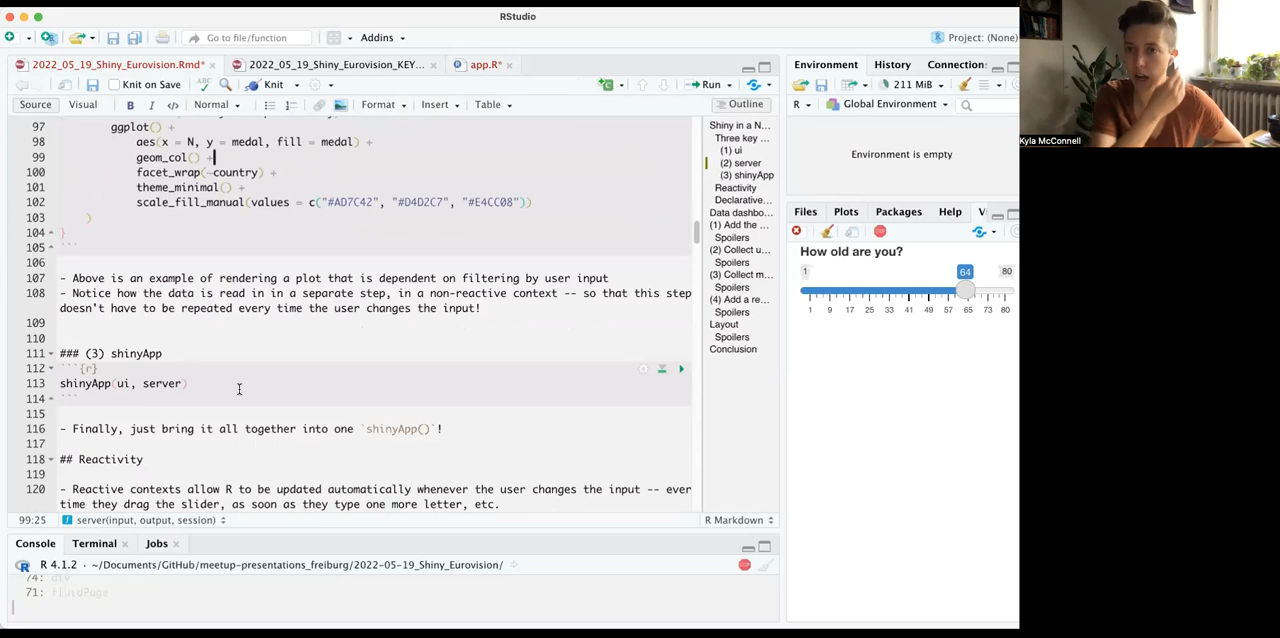 RStudio
Go to file/function
Addins
Project: (None)
2022_05_19_Shiny_Eurovision.Rmd*
2022_05_19_Shiny_Eurovision_KEY...
app.R*
Knit on Save
Knit
Run
Source
Visual
B
I
</>
Normal
Format
Insert
Table
Outline
97 ggplot() +
98 aes(x = N, y = medal, fill = medal) +
99 geom_col() +
100 facet_wrap(~country) +
101 theme_minimal() +
102 scale_fill_manual(values = c("#AD7C42", "#D4D2C7", "#E4CC08"))
103 )
104 }
105 ```
106
107 - Above is an example of rendering a plot that is dependent on filtering by user input
108 - Notice how the data is read in in a separate step, in a non-reactive context -- so that this step
doesn't have to be repeated every time the user changes the input!
109
110
111 ### (3) shinyApp
112 ```{r}
113 shinyApp(ui, server)
114 ```
115
116 - Finally, just bring it all together into one `shinyApp()`!
117
118 ## Reactivity
119
120 - Reactive contexts allow R to be updated automatically whenever the user changes the input -- ever
time they drag the slider, as soon as they type one more letter, etc.
99:25
server(input, output, session)
R Markdown
Shiny in a N...
Three key ...
(1) ui
(2) server
(3) shinyApp
Reactivity
Declarative...
Data dashbo...
(1) Add the ...
Spoilers
(2) Collect u...
Spoilers
(3) Collect m...
Spoilers
(4) Add a re...
Spoilers
Layout
Spoilers
Conclusion
Console
Terminal
Jobs
R 4.1.2 · ~/Documents/GitHub/meetup-presentations_freiburg/2022-05-19_Shiny_Eurovision/
74: div
71: fluidPage
Environment
History
Connection
211 MiB
R
Global Environment
Environment is empty
Files
Plots
Packages
Help
How old are you?
1
64
80
1 9 17 25 33 41 49 57 65 73 80
Kyla McConnell